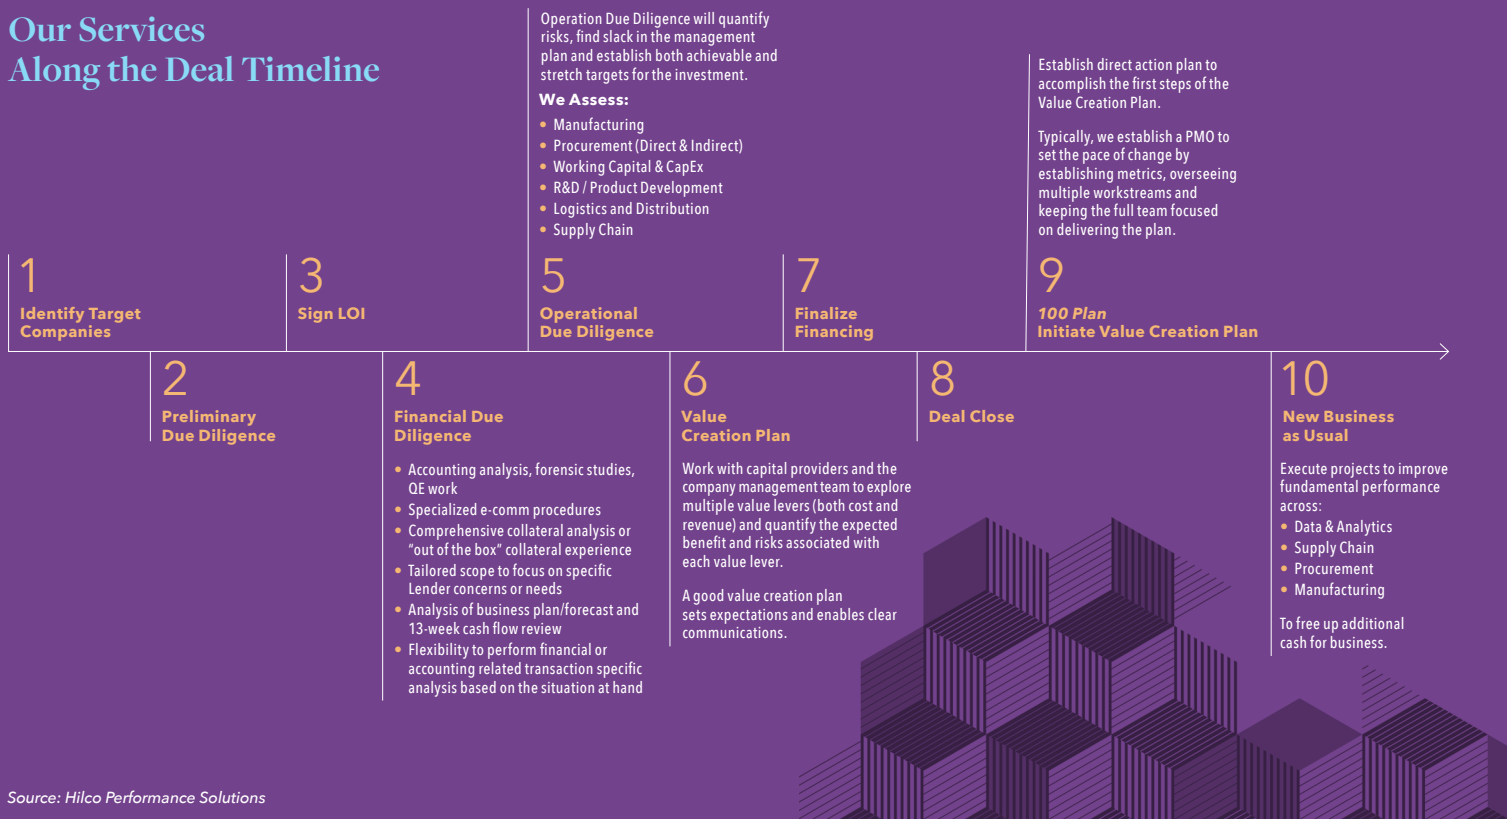 Our Services
Along the Deal Timeline
1
Identify Target
Companies
2
Preliminary
Due Diligence
3
Sign LOI
4
Financial Due
Diligence
• Accounting analysis, forensic studies,
QE work
• Specialized e-comm procedures
• Comprehensive collateral analysis or
“out of the box” collateral experience
• Tailored scope to focus on specific
Lender concerns or needs
• Analysis of business plan/forecast and
13-week cash flow review
• Flexibility to perform financial or
accounting related transaction specific
analysis based on the situation at hand
Operation Due Diligence will quantify
risks, find slack in the management
plan and establish both achievable and
stretch targets for the investment.
We Assess:
• Manufacturing
• Procurement (Direct & Indirect)
• Working Capital & CapEx
• R&D / Product Development
• Logistics and Distribution
• Supply Chain
5
Operational
Due Diligence
6
Value
Creation Plan
Work with capital providers and the
company management team to explore
multiple value levers (both cost and
revenue) and quantify the expected
benefit and risks associated with
each value lever.
A good value creation plan
sets expectations and enables clear
communications.
7
Finalize
Financing
8
Deal Close
Establish direct action plan to
accomplish the first steps of the
Value Creation Plan.
Typically, we establish a PMO to
set the pace of change by
establishing metrics, overseeing
multiple workstreams and
keeping the full team focused
on delivering the plan.
9
100 Plan
Initiate Value Creation Plan
10
New Business
as Usual
Execute projects to improve
fundamental performance
across:
• Data & Analytics
• Supply Chain
• Procurement
• Manufacturing
To free up additional
cash for business.
Source: Hilco Performance Solutions